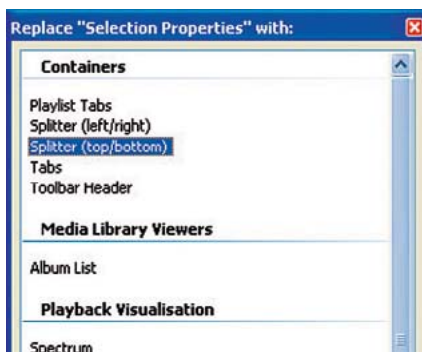 Replace "Selection Properties" with:
Containers
Playlist Tabs
Splitter (left/right)
Splitter (top/bottom)
Tabs
Toolbar Header
Media Library Viewers
Album List
Playback Visualisation
Spectrum